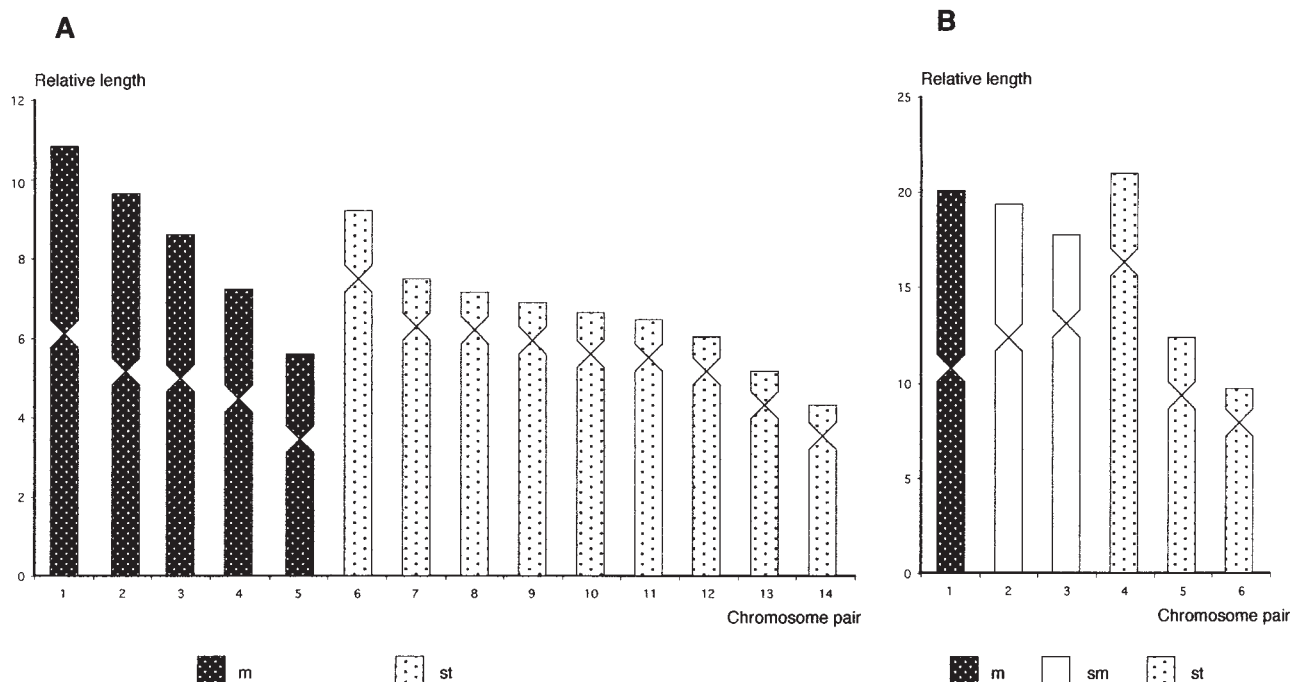 A
Relative length
12
10
8
6
4
2
0
1 2 3 4 5 6 7 8 9 10 11 12 13 14
Chromosome pair
m st
B
Relative length
25
20
15
10
5
0
1 2 3 4 5 6
Chromosome pair
m sm st